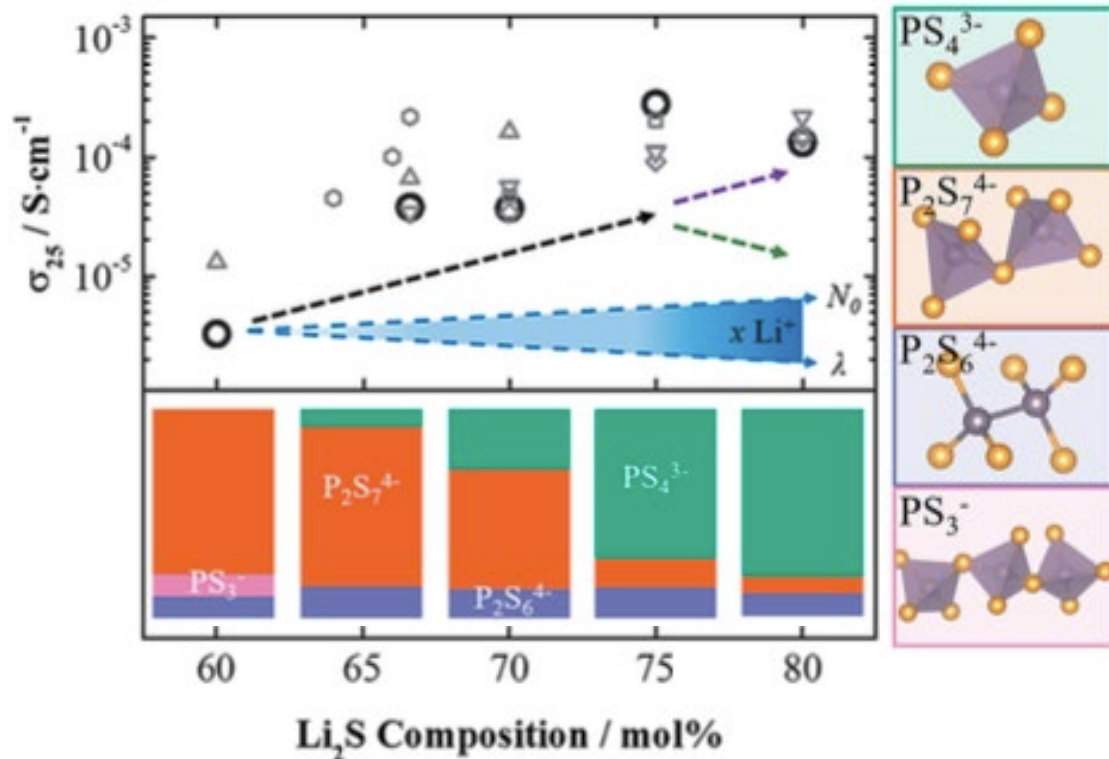 10⁻³
10⁻⁴
10⁻⁵
σ₂₅ / S·cm⁻¹
N₀
x Li⁺
λ
P₂S₇⁴⁻
PS₄³⁻
PS₃⁻
P₂S₆⁴⁻
60 65 70 75 80
Li₂S Composition / mol%
PS₄³⁻
P₂S₇⁴⁻
P₂S₆⁴⁻
PS₃⁻